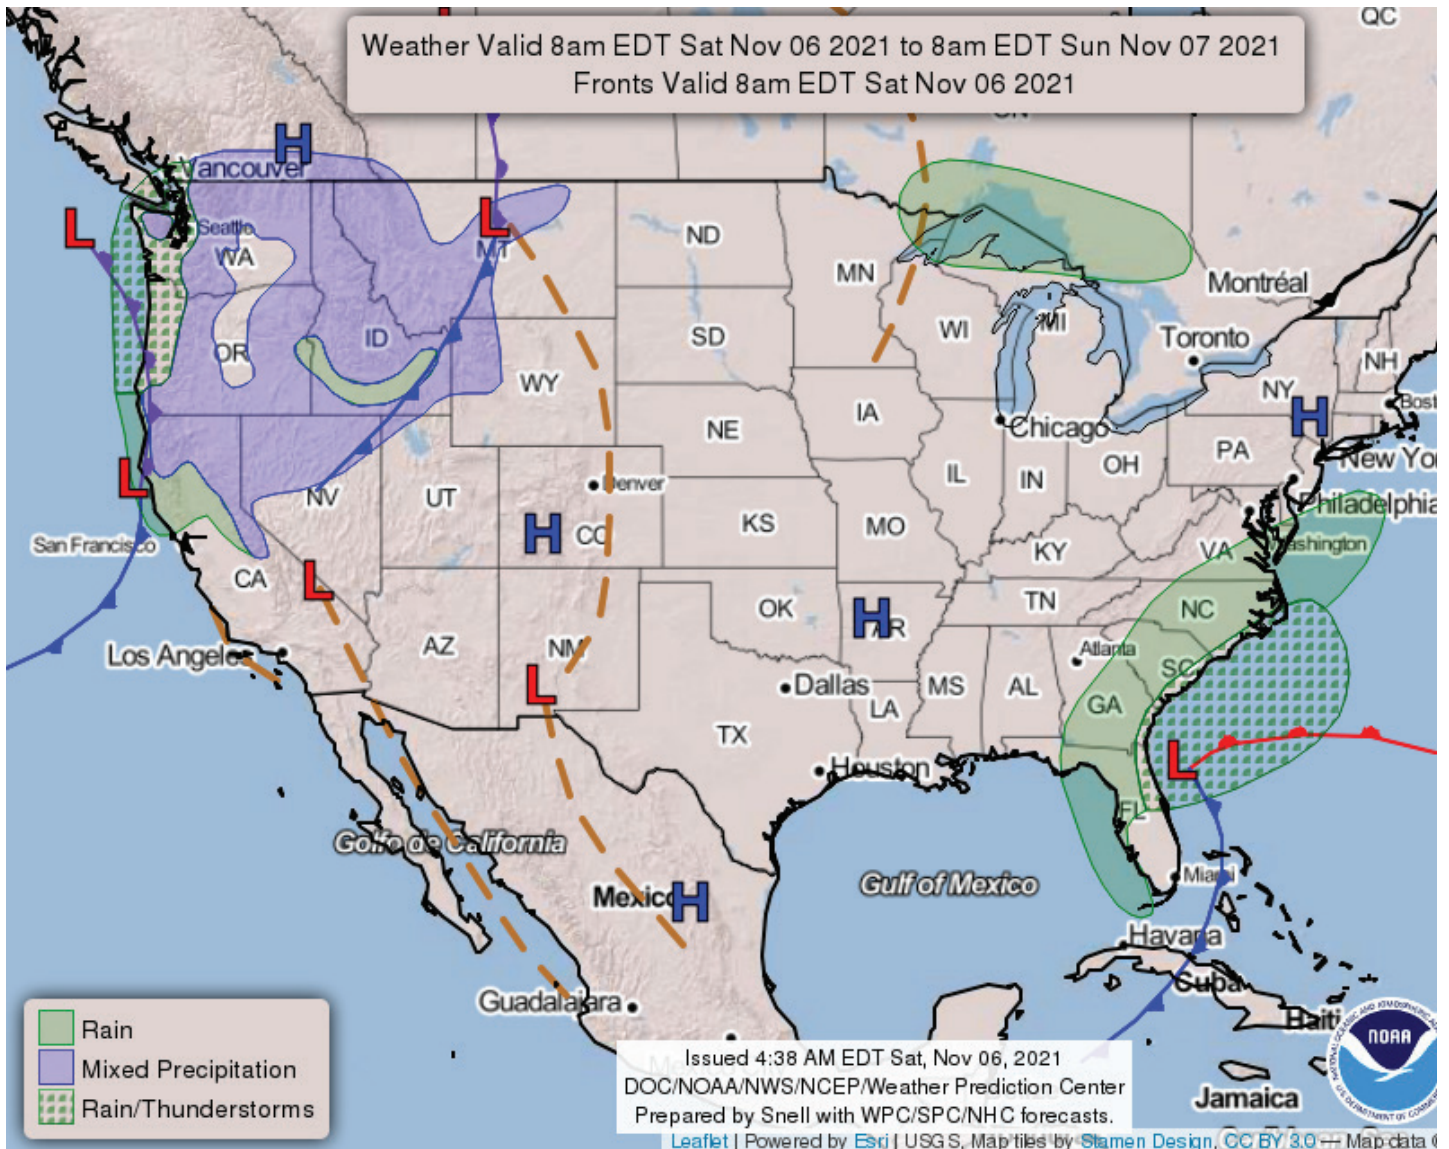 QC
Weather Valid 8am EDT Sat Nov 06 2021 to 8am EDT Sun Nov 07 2021
Fronts Valid 8am EDT Sat Nov 06 2021
H
Vancouver
L
L
Seattle
WA
MT
ND
MN
Montréal
OR
ID
WY
SD
WI
MI
Toronto
NH
NY
H
Bost
IA
NE
Chicago
PA
New Yo
IL
IN
OH
L
NV
UT
Denver
Philadelphia
San Francisco
H
CO
KS
MO
KY
VA
ashington
CA
L
OK
H
AR
TN
NC
Los Angele
AZ
NM
Atlanta
SC
L
Dallas
LA
MS
AL
GA
TX
Houston
L
FL
Golfo de California
Mexico
H
Gulf of Mexico
Miami
Havana
Cuba
Guadalajara
Haiti
NOAA
Rain
Mixed Precipitation
Rain/Thunderstorms
Issued 4:38 AM EDT Sat, Nov 06, 2021
DOC/NOAA/NWS/NCEP/Weather Prediction Center
Prepared by Snell with WPC/SPC/NHC forecasts.
Jamaica
Leaflet | Powered by Esri | USGS, Map tiles by Stamen Design, CC BY 3.0 — Map data ©